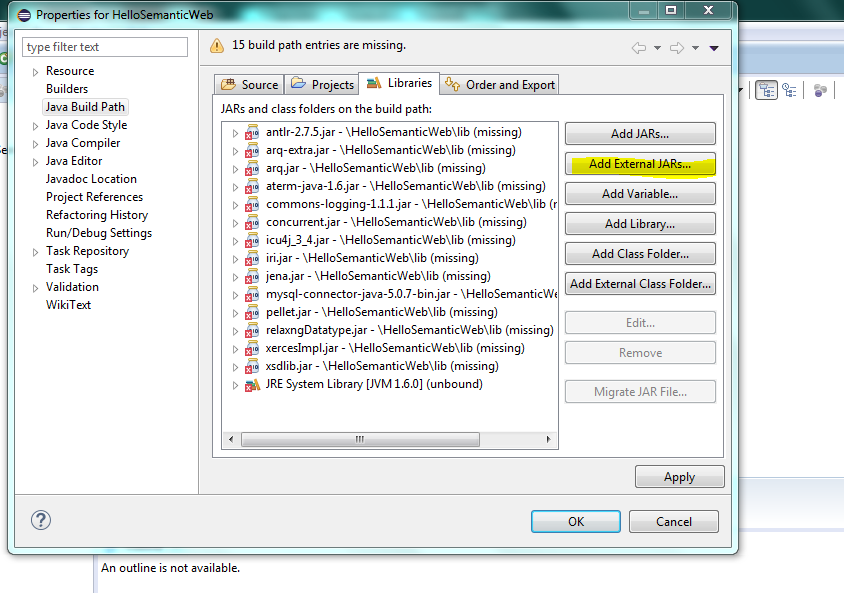 Properties for HelloSemanticWeb
type filter text
Resource
Builders
Java Build Path
Java Code Style
Java Compiler
Java Editor
Javadoc Location
Project References
Refactoring History
Run/Debug Settings
Task Repository
Task Tags
Validation
WikiText
15 build path entries are missing.
Source Projects Libraries Order and Export
JARs and class folders on the build path:
antlr-2.7.5.jar - \HelloSemanticWeb\lib (missing)
arq-extra.jar - \HelloSemanticWeb\lib (missing)
arq.jar - \HelloSemanticWeb\lib (missing)
aterm-java-1.6.jar - \HelloSemanticWeb\lib (missing)
commons-logging-1.1.1.jar - \HelloSemanticWeb\lib (r
concurrent.jar - \HelloSemanticWeb\lib (missing)
icu4j_3_4.jar - \HelloSemanticWeb\lib (missing)
iri.jar - \HelloSemanticWeb\lib (missing)
jena.jar - \HelloSemanticWeb\lib (missing)
mysql-connector-java-5.0.7-bin.jar - \HelloSemanticWe
pellet.jar - \HelloSemanticWeb\lib (missing)
relaxngDatatype.jar - \HelloSemanticWeb\lib (missing)
xercesImpl.jar - \HelloSemanticWeb\lib (missing)
xsdlib.jar - \HelloSemanticWeb\lib (missing)
JRE System Library [JVM 1.6.0] (unbound)
Add JARs...
Add External JARs...
Add Variable...
Add Library...
Add Class Folder...
Add External Class Folder...
Edit...
Remove
Migrate JAR File...
Apply
OK Cancel
An outline is not available.